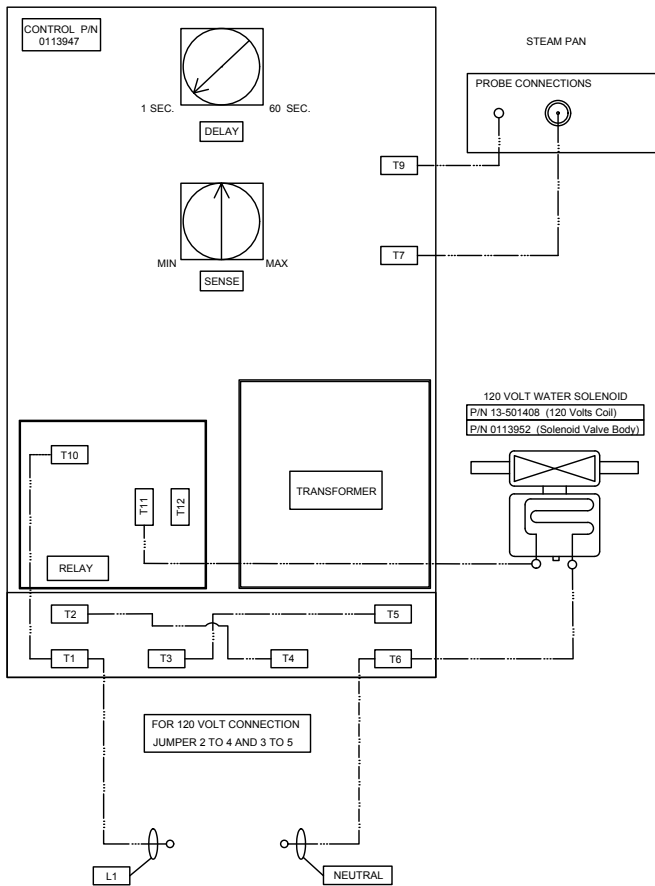 CONTROL P/N
0113947
1 SEC.
60 SEC.
DELAY
MIN
MAX
SENSE
STEAM PAN
PROBE CONNECTIONS
T9
T7
120 VOLT WATER SOLENOID
P/N 13-501408 (120 Volts Coil)
P/N 0113952 (Solenoid Valve Body)
T10
T11
T12
RELAY
TRANSFORMER
T2
T5
T1
T3
T4
T6
FOR 120 VOLT CONNECTION
JUMPER 2 TO 4 AND 3 TO 5
L1
NEUTRAL